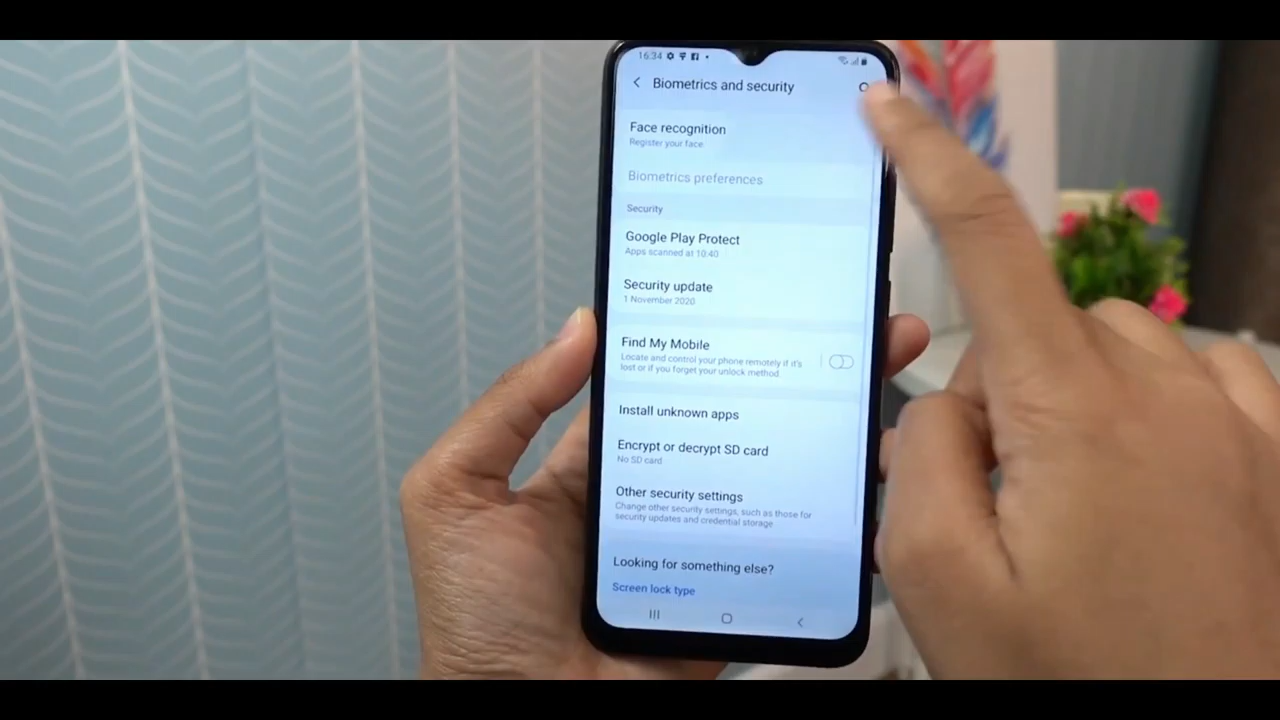 16:34
Biometrics and security
Face recognition
Register your face
Biometrics preferences
Security
Google Play Protect
Apps scanned at 10:40
Security update
1 November 2020
Find My Mobile
Locate and control your phone remotely if it's
lost or if you forget your unlock method.
Install unknown apps
Encrypt or decrypt SD card
No SD card
Other security settings
Change other security settings, such as those for
security updates and credential storage
Looking for something else?
Screen lock type